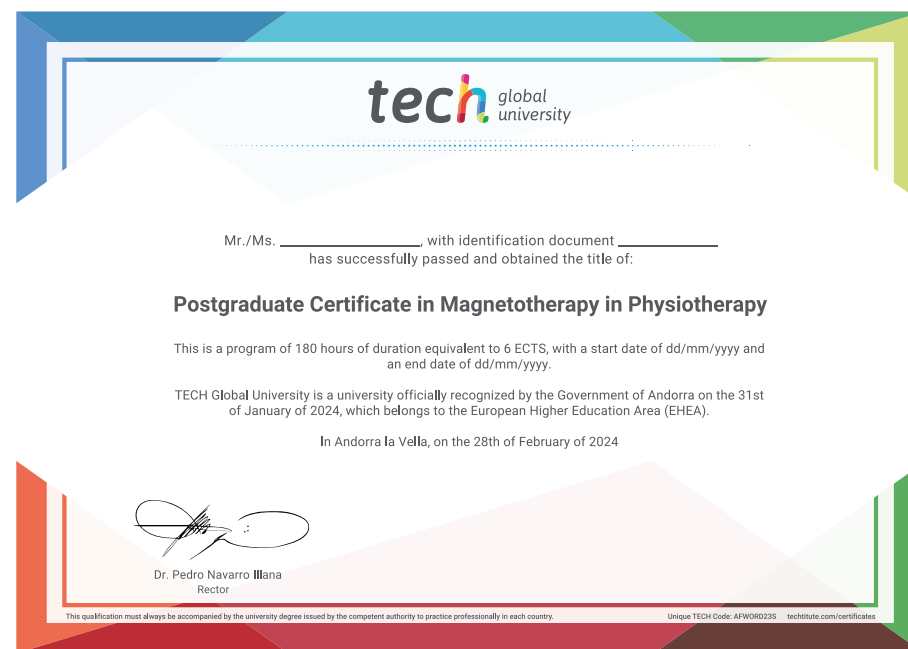 tech global university
Mr./Ms. ____________, with identification document ____________
has successfully passed and obtained the title of:
Postgraduate Certificate in Magnetotherapy in Physiotherapy
This is a program of 180 hours of duration equivalent to 6 ECTS, with a start date of dd/mm/yyyy and
an end date of dd/mm/yyyy.
TECH Global University is a university officially recognized by the Government of Andorra on the 31st
of January of 2024, which belongs to the European Higher Education Area (EHEA).
In Andorra la Vella, on the 28th of February of 2024
Dr. Pedro Navarro Illana
Rector
This qualification must always be accompanied by the university degree issued by the competent authority to practice professionally in each country.
Unique TECH Code: AFWORD23S techtitute.com/certificates